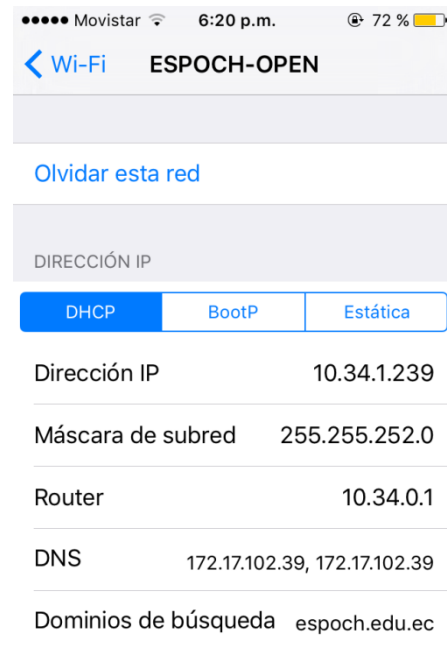 Movistar 6:20 p.m. 72 %
Wi-Fi ESPOCH-OPEN
Olvidar esta red
DIRECCIÓN IP
DHCP BootP Estática
Dirección IP 10.34.1.239
Máscara de subred 255.255.252.0
Router 10.34.0.1
DNS 172.17.102.39, 172.17.102.39
Dominios de búsqueda espoch.edu.ec